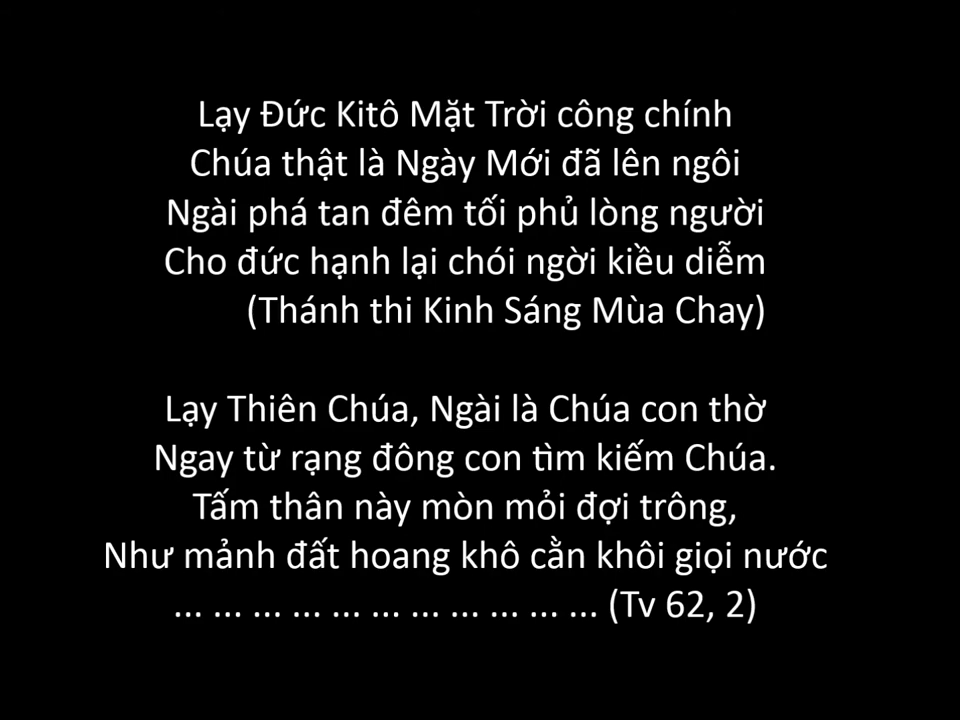 Lạy Đức Kitô Mặt Trời công chính
Chúa thật là Ngày Mới đã lên ngôi
Ngài phá tan đêm tối phủ lòng người
Cho đức hạnh lại chói ngời kiều diễm
(Thánh thi Kinh Sáng Mùa Chay)
Lạy Thiên Chúa, Ngài là Chúa con thờ
Ngay từ rạng đông con tìm kiếm Chúa.
Tấm thân này mòn mỏi đợi trông,
Như mảnh đất hoang khô cằn khôi giọi nước
... ... ... ... ... ... ... ... ... ... ... (Tv 62, 2)